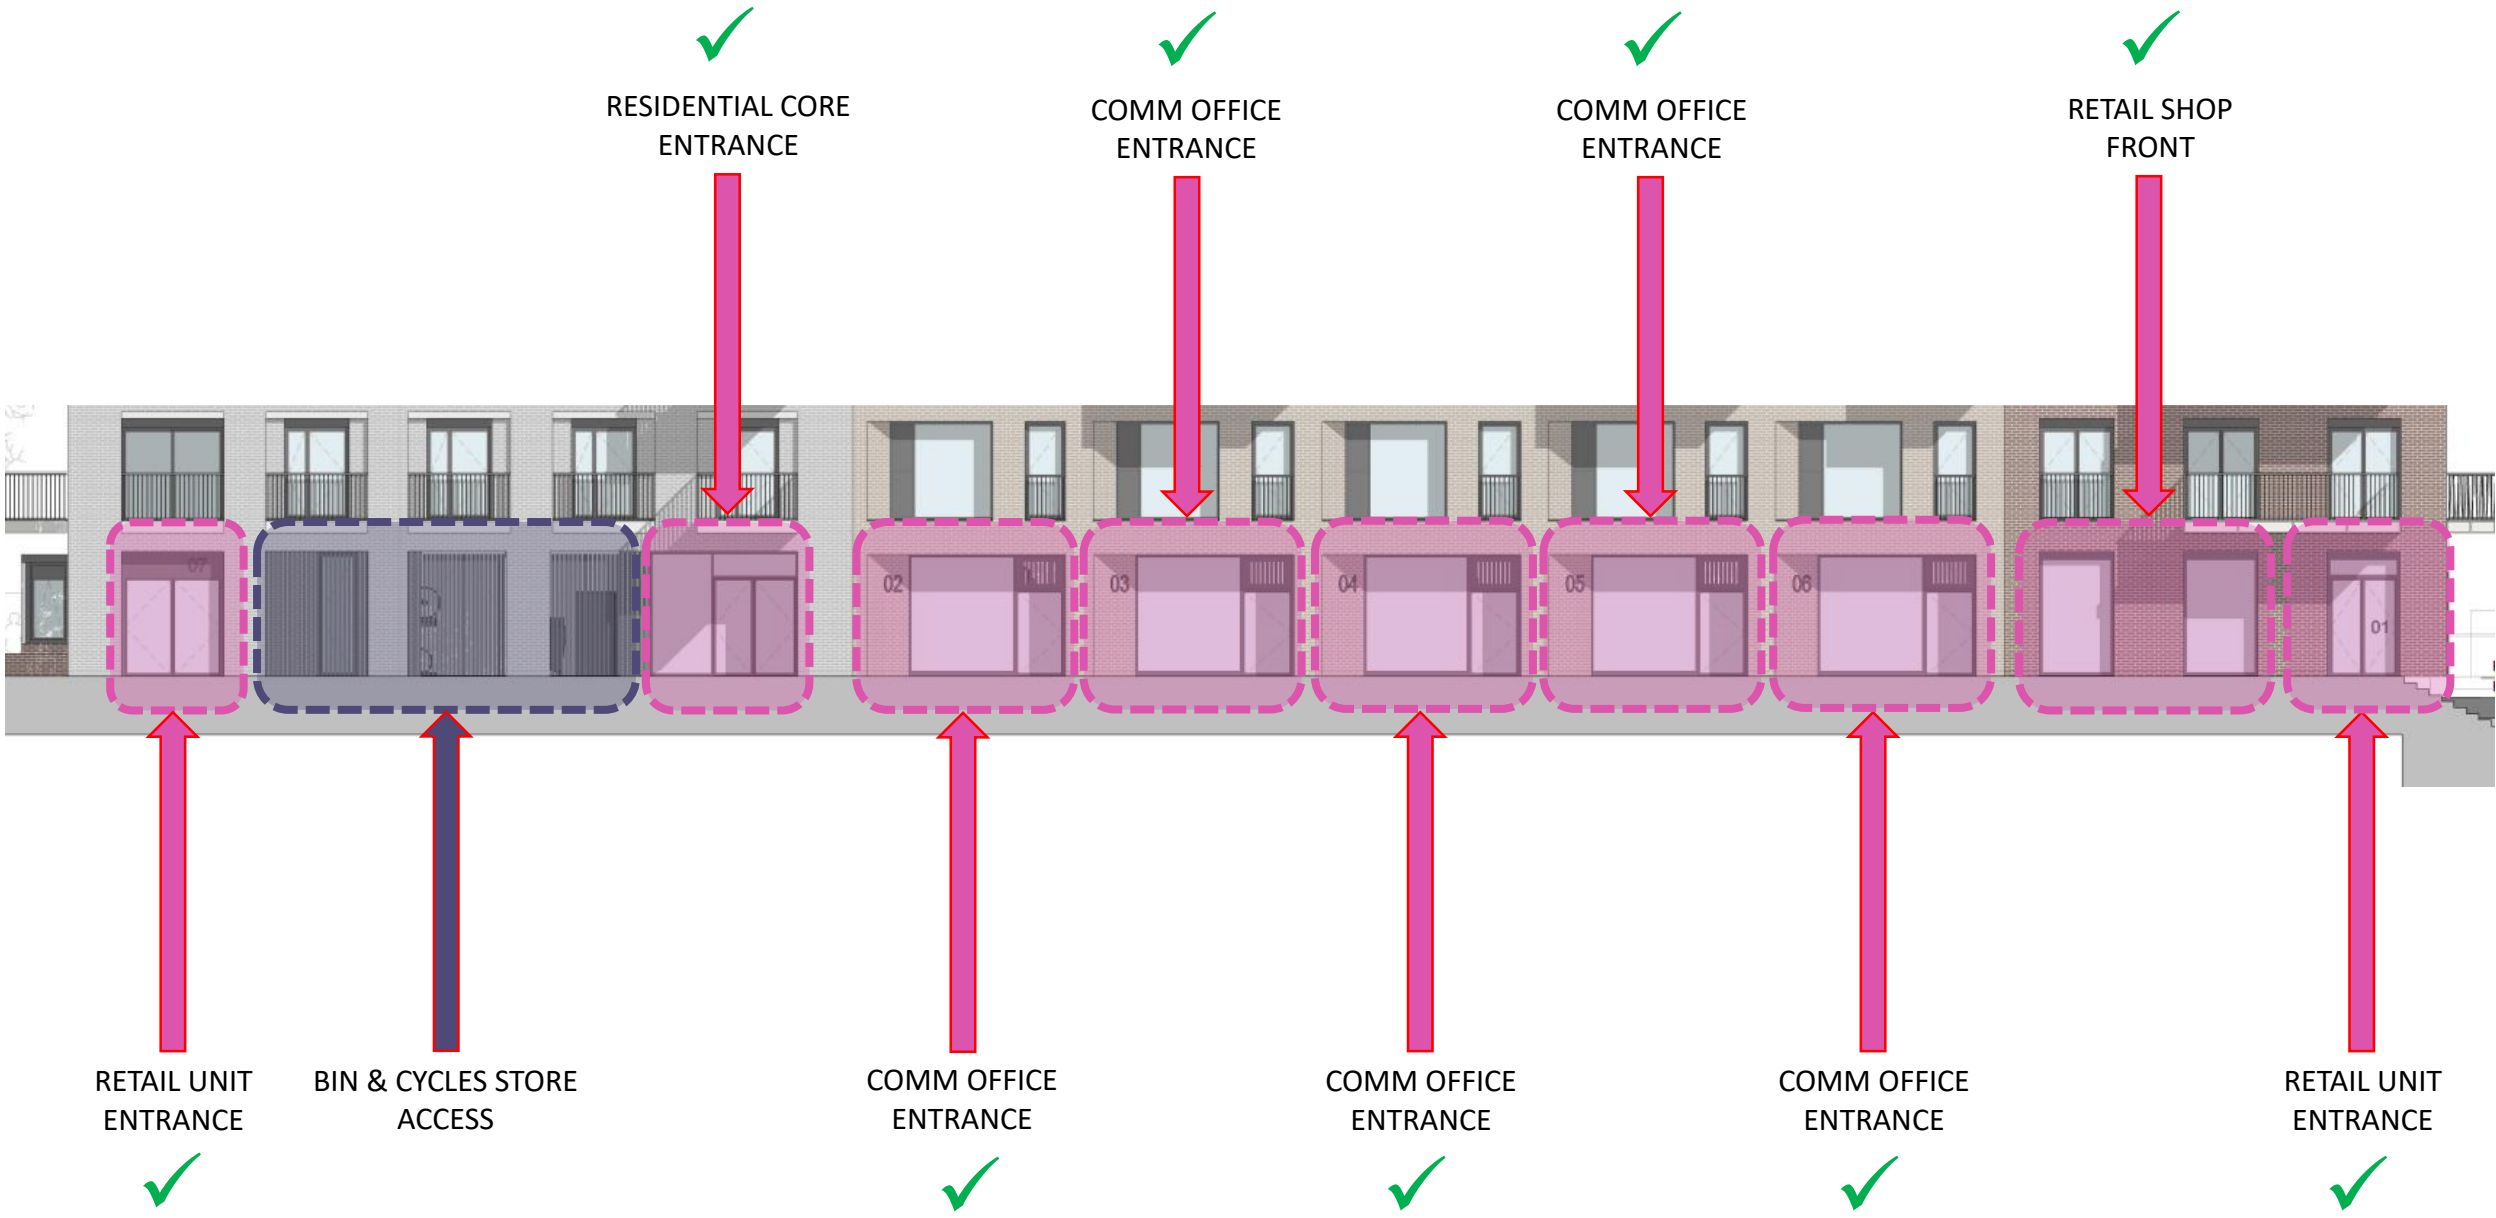 RESIDENTIAL CORE
ENTRANCE
COMM OFFICE
ENTRANCE
COMM OFFICE
ENTRANCE
RETAIL SHOP
FRONT
07
02
03
04
05
06
01
RETAIL UNIT
ENTRANCE
BIN & CYCLES STORE
ACCESS
COMM OFFICE
ENTRANCE
COMM OFFICE
ENTRANCE
COMM OFFICE
ENTRANCE
RETAIL UNIT
ENTRANCE